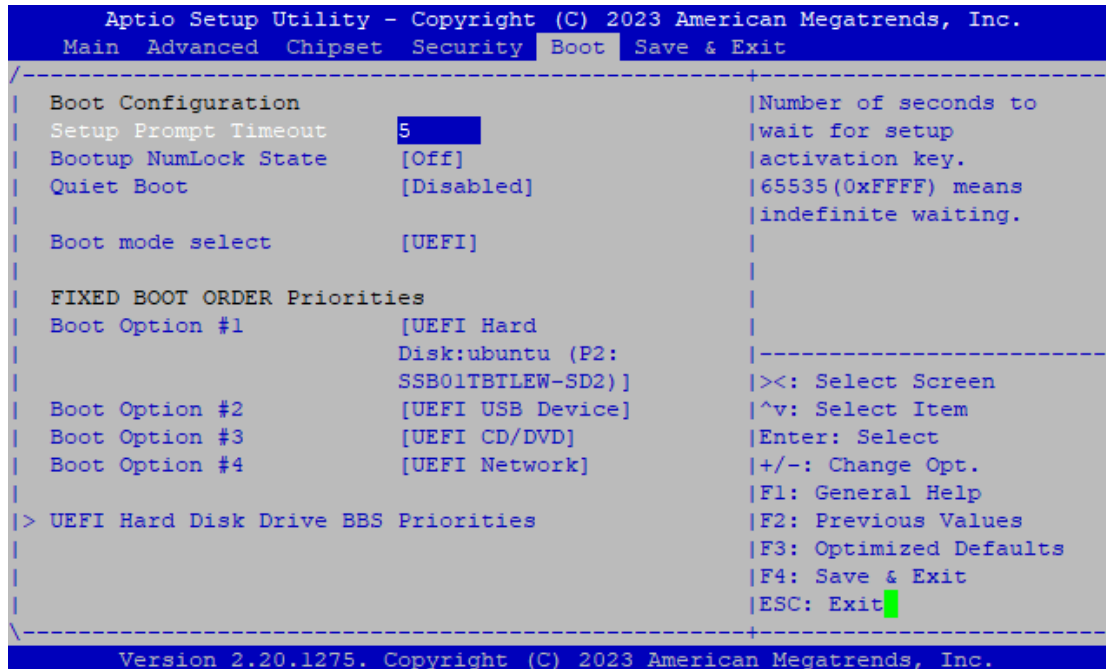 Aptio Setup Utility - Copyright (C) 2023 American Megatrends, Inc.
Main Advanced Chipset Security Boot Save & Exit
/---------------------------------------------------+-------------------------
| Boot Configuration |Number of seconds to
| Setup Prompt Timeout 5 |wait for setup
| Bootup NumLock State [Off] |activation key.
| Quiet Boot [Disabled] |65535(0xFFFF) means
| |indefinite waiting.
| Boot mode select [UEFI] |
| |
| FIXED BOOT ORDER Priorities |
| Boot Option #1 [UEFI Hard |
| Disk:ubuntu (P2: |-------------------------
| SSB01TBTLEW-SD2)] |><: Select Screen
| Boot Option #2 [UEFI USB Device] |^v: Select Item
| Boot Option #3 [UEFI CD/DVD] |Enter: Select
| Boot Option #4 [UEFI Network] |+/-: Change Opt.
| |F1: General Help
|> UEFI Hard Disk Drive BBS Priorities |F2: Previous Values
| |F3: Optimized Defaults
| |F4: Save & Exit
| |ESC: Exit
\---------------------------------------------------+-------------------------
Version 2.20.1275. Copyright (C) 2023 American Megatrends, Inc.